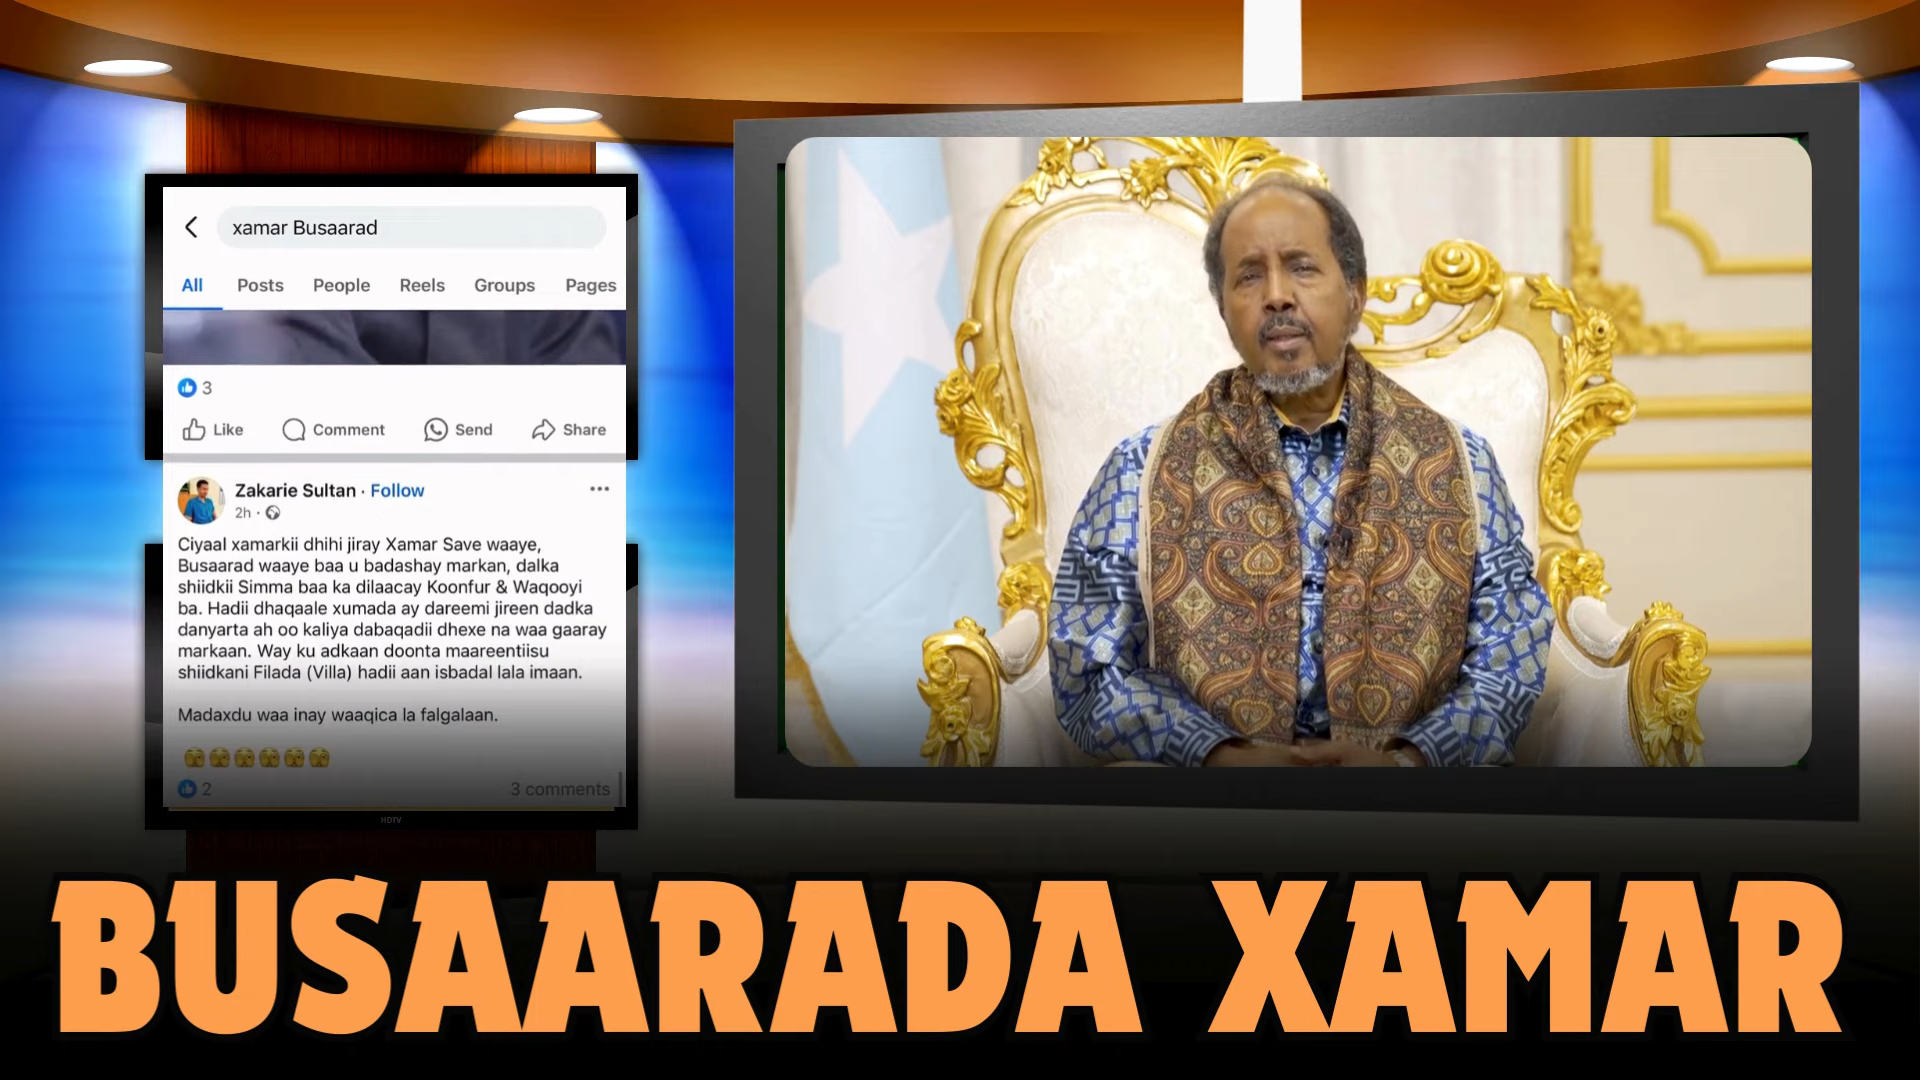 xamar Busaarad
All Posts People Reels Groups Pages
3
Like Comment Send Share
Zakarie Sultan · Follow
2h ·
Ciyaal xamarkii dhihi jiray Xamar Save waaye,
Busaarad waaye baa u badashay markan, dalka
shiidkii Simma baa ka dilaacay Koonfur & Waqooyi
ba. Hadii dhaqaale xumada ay dareemi jireen dadka
danyarta ah oo kaliya dabaqadii dhexe na waa gaaray
markaan. Way ku adkaan doonta maareentiisu
shiidkani Filada (Villa) hadii aan isbadal lala imaan.
Madaxdu waa inay waaqica la falgalaan.
🫣🫣🫣🫣🫣🫣
2 3 comments
HDTV
BUSAARADA XAMAR